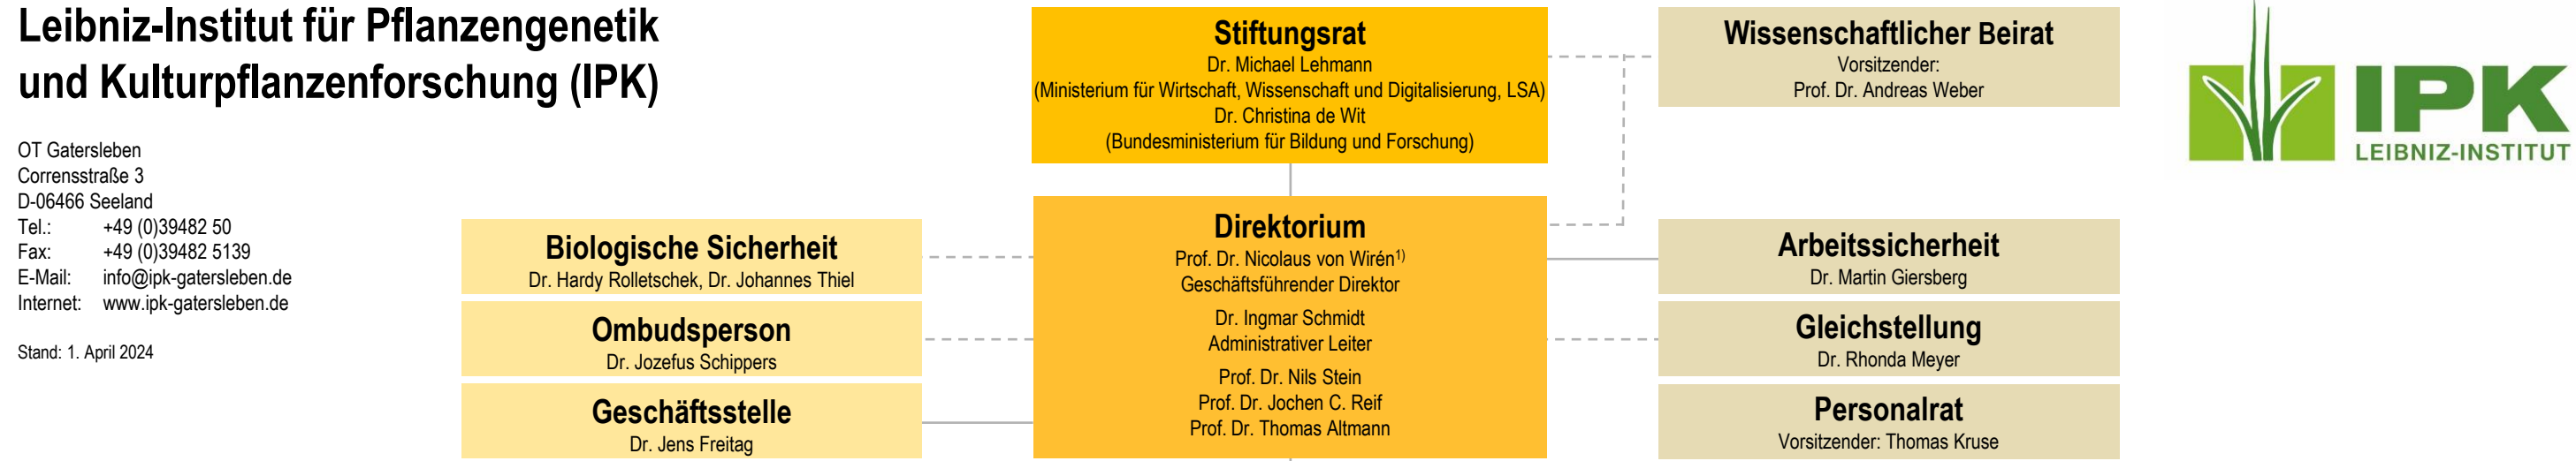 Leibniz-Institut für Pflanzengenetik
und Kulturpflanzenforschung (IPK)
OT Gatersleben
Corrensstraße 3
D-06466 Seeland
Tel.: +49 (0)39482 50
Fax: +49 (0)39482 5139
E-Mail: info@ipk-gatersleben.de
Internet: www.ipk-gatersleben.de
Stand: 1. April 2024
Stiftungsrat
Dr. Michael Lehmann
(Ministerium für Wirtschaft, Wissenschaft und Digitalisierung, LSA)
Dr. Christina de Wit
(Bundesministerium für Bildung und Forschung)
Wissenschaftlicher Beirat
Vorsitzender:
Prof. Dr. Andreas Weber
IPK
LEIBNIZ-INSTITUT
Biologische Sicherheit
Dr. Hardy Rolletschek, Dr. Johannes Thiel
Ombudsperson
Dr. Jozefus Schippers
Geschäftsstelle
Dr. Jens Freitag
Direktorium
Prof. Dr. Nicolaus von Wirén1)
Geschäftsführender Direktor
Dr. Ingmar Schmidt
Administrativer Leiter
Prof. Dr. Nils Stein
Prof. Dr. Jochen C. Reif
Prof. Dr. Thomas Altmann
Arbeitssicherheit
Dr. Martin Giersberg
Gleichstellung
Dr. Rhonda Meyer
Personalrat
Vorsitzender: Thomas Kruse